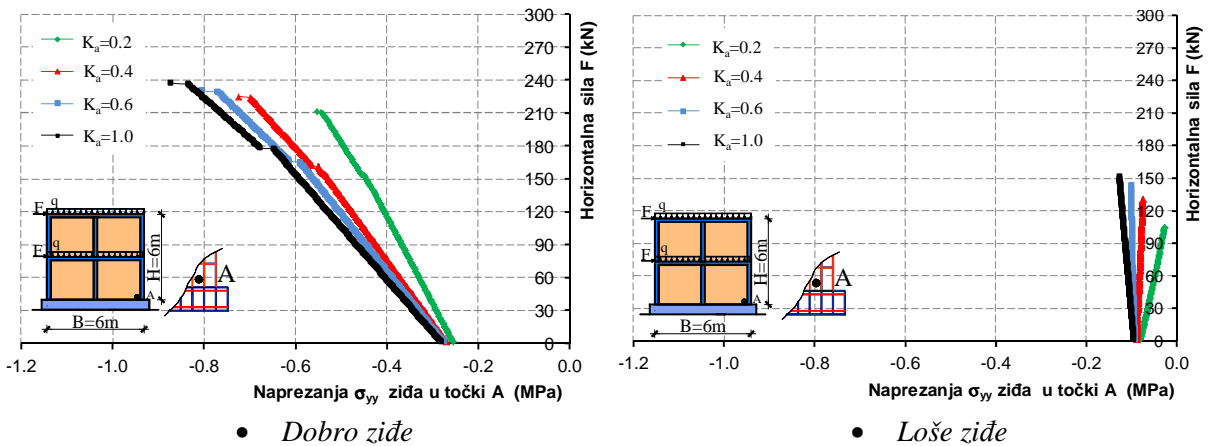 300
270
240
210
180
150
120
90
60
30
0
Horizontalna sila F (kN)
Kₐ=0.2
Kₐ=0.4
Kₐ=0.6
Kₐ=1.0
q
F
q
F
A
H=6m
B=6m
A
-1.2 -1.0 -0.8 -0.6 -0.4 -0.2 0.0
Naprezanja σyy ziđa u točki A (MPa)
• Dobro ziđe
300
270
240
210
180
150
120
90
60
30
0
Horizontalna sila F (kN)
Kₐ=0.2
Kₐ=0.4
Kₐ=0.6
Kₐ=1.0
q
F
q
F
A
H=6m
B=6m
A
-1.2 -1.0 -0.8 -0.6 -0.4 -0.2 0.0
Naprezanja σyy ziđa u točki A (MPa)
• Loše ziđe